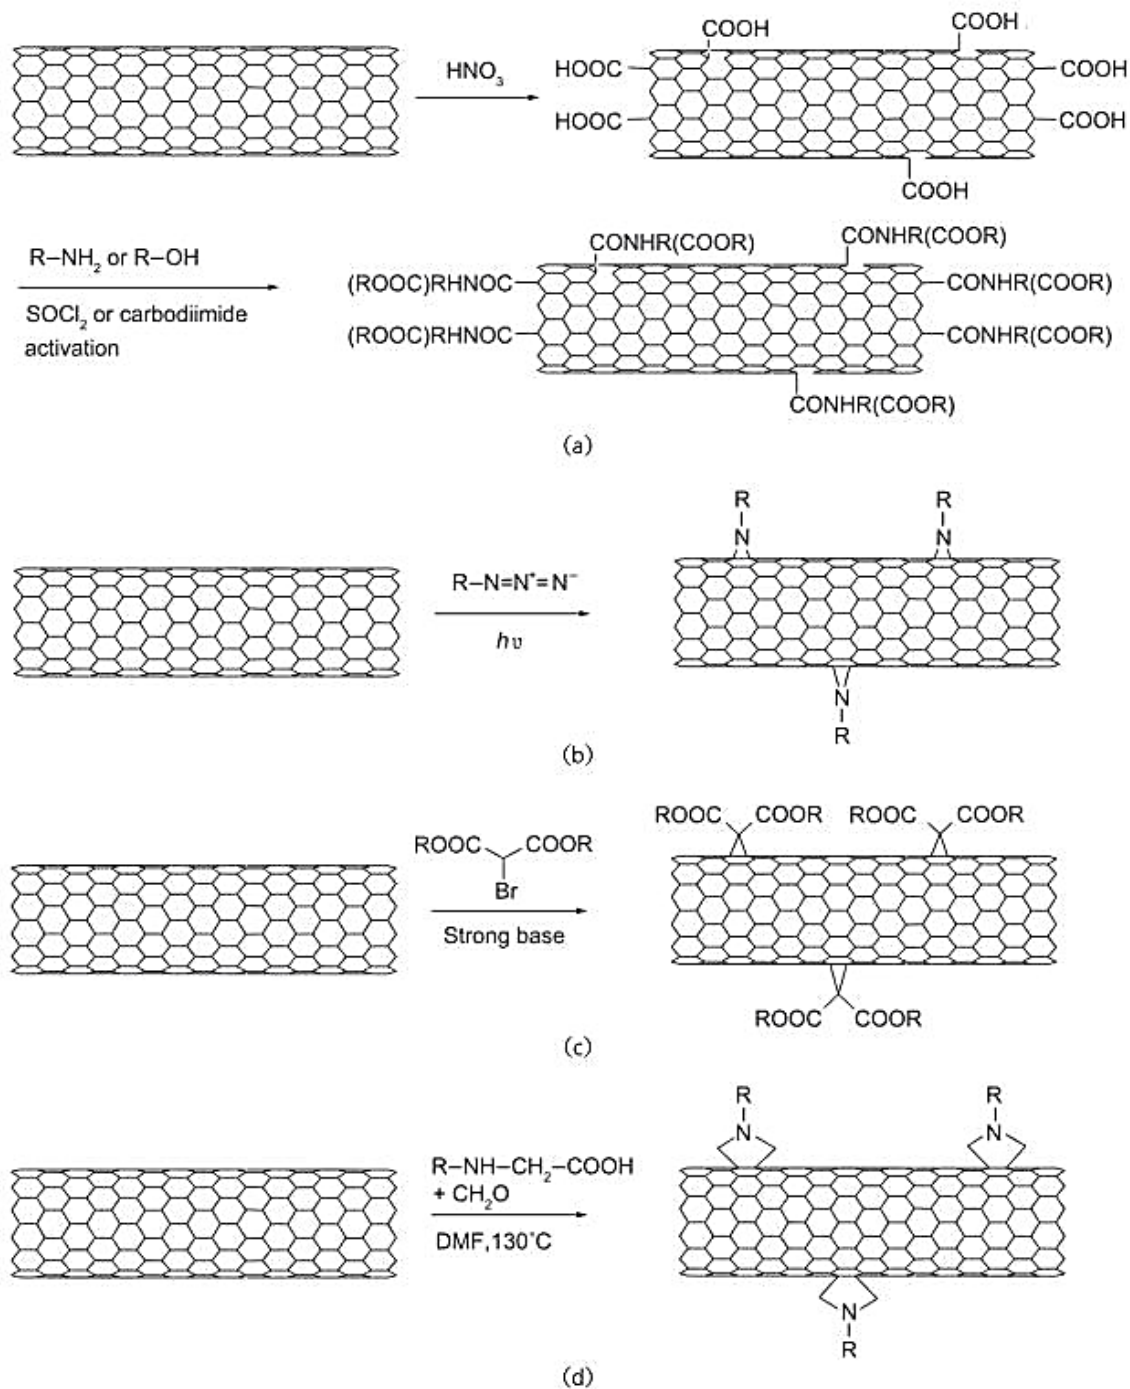 COOH
COOH
HNO₃
HOOC
COOH
HOOC
COOH
COOH
R–NH₂ or R–OH
SOCl₂ or carbodiimide
activation
CONHR(COOR)
CONHR(COOR)
(ROOC)RHNOC
CONHR(COOR)
(ROOC)RHNOC
CONHR(COOR)
CONHR(COOR)
(a)
R
R
N
N
R–N=N⁺=N⁻
hυ
N
R
(b)
ROOC COOR ROOC COOR
ROOC COOR
Br
Strong base
ROOC COOR
(c)
R
R
N
N
R–NH–CH₂–COOH
+ CH₂O
DMF,130°C
N
R
(d)